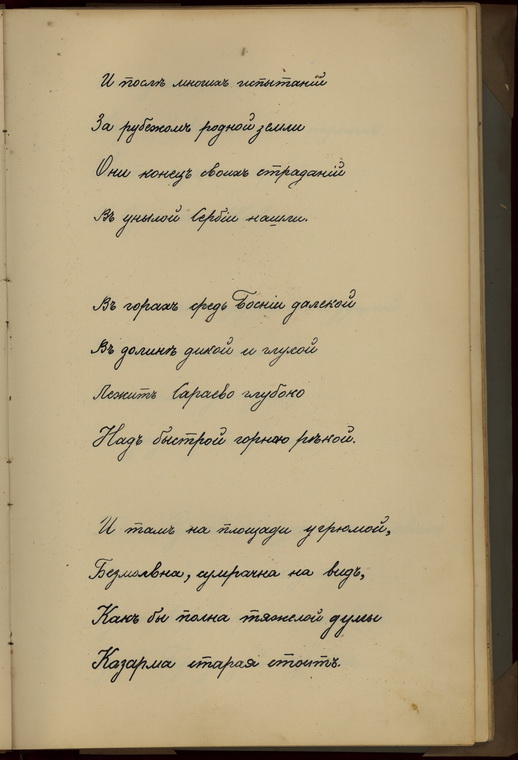 И послѣ многихъ испытаній
За рубежомъ родной земли
Они конецъ своихъ страданій
Въ унылой Сербіи нашли.
Въ горахъ средь Босніи далекой
Въ долинѣ дикой и глухой
Лежитъ Сараево глубоко
Надъ быстрой горною рѣкой.
И тамъ на площади угрюмой,
Безмолвна, сумрачна на видъ,
Какъ бы полна тяжелой думы
Казарма старая стоитъ.